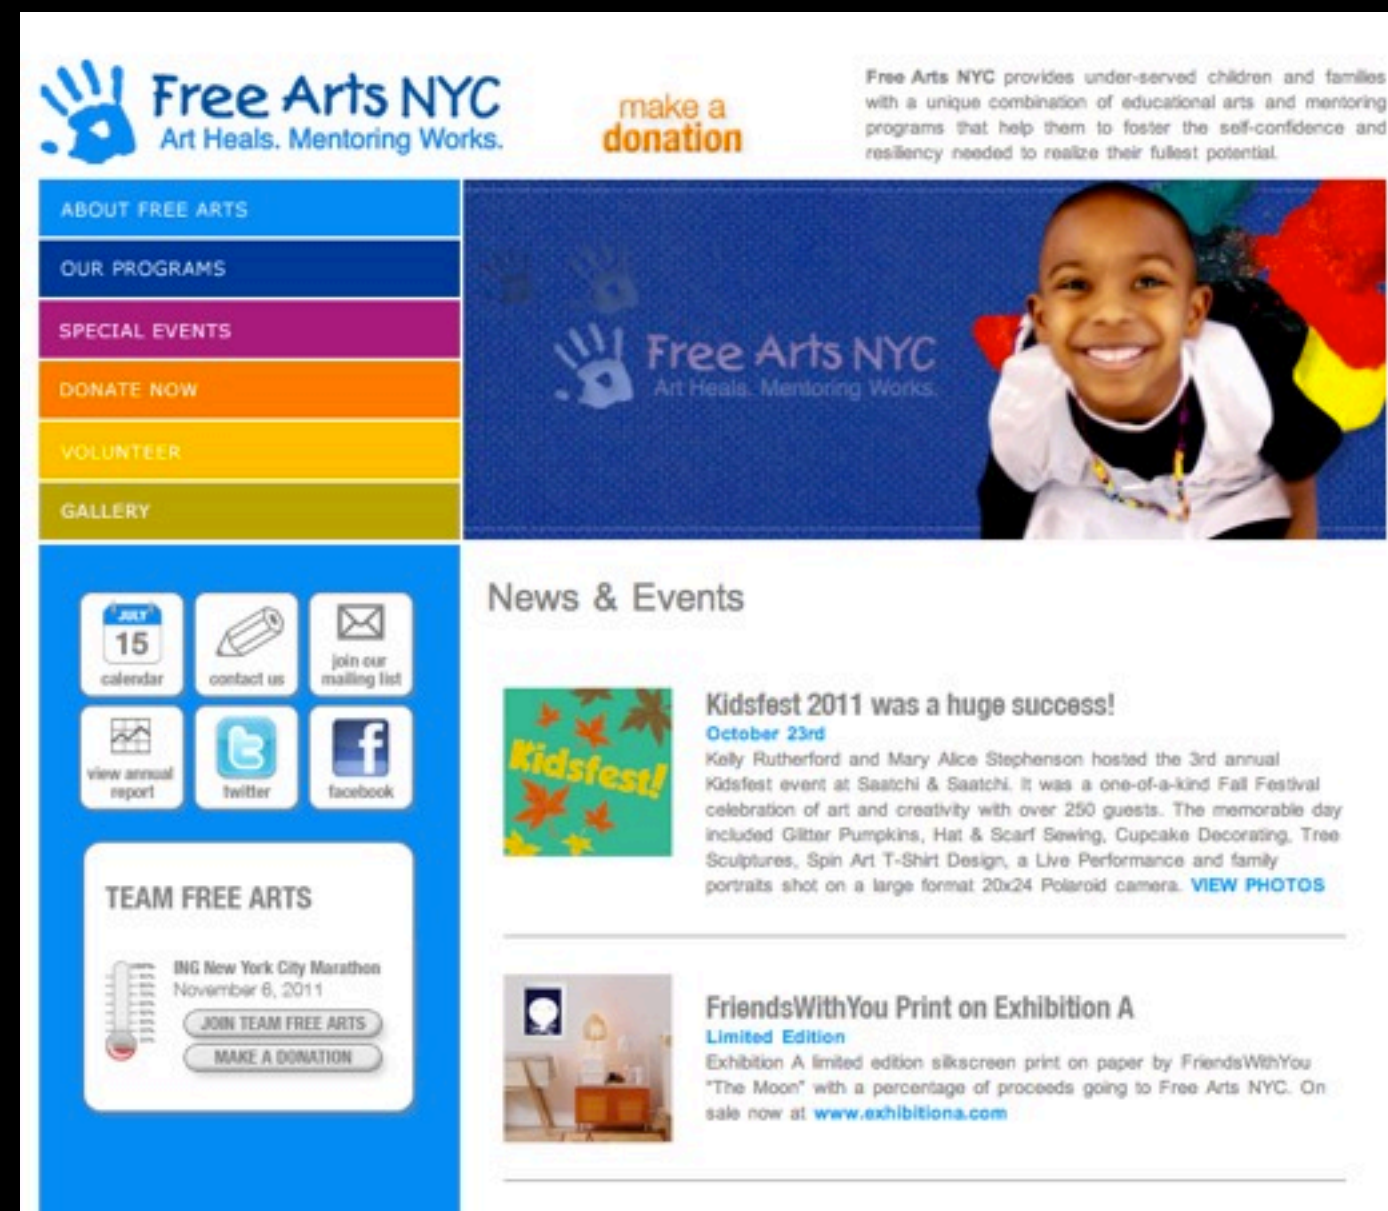 Free Arts NYC
Art Heals. Mentoring Works.
make a
donation
Free Arts NYC provides under-served children and families
with a unique combination of educational arts and mentoring
programs that help them to foster the self-confidence and
resiliency needed to realize their fullest potential.
ABOUT FREE ARTS
OUR PROGRAMS
SPECIAL EVENTS
DONATE NOW
VOLUNTEER
GALLERY
Free Arts NYC
Art Heals. Mentoring Works.
JULY
15
calendar
contact us
join our
mailing list
view annual
report
twitter
facebook
TEAM FREE ARTS
ING New York City Marathon
November 6, 2011
JOIN TEAM FREE ARTS
MAKE A DONATION
News & Events
Kidsfest!
Kidsfest 2011 was a huge success!
October 23rd
Kelly Rutherford and Mary Alice Stephenson hosted the 3rd annual
Kidsfest event at Saatchi & Saatchi. It was a one-of-a-kind Fall Festival
celebration of art and creativity with over 250 guests. The memorable day
included Glitter Pumpkins, Hat & Scarf Sewing, Cupcake Decorating, Tree
Sculptures, Spin Art T-Shirt Design, a Live Performance and family
portraits shot on a large format 20x24 Polaroid camera. VIEW PHOTOS
FriendsWithYou Print on Exhibition A
Limited Edition
Exhibition A limited edition silkscreen print on paper by FriendsWithYou
"The Moon" with a percentage of proceeds going to Free Arts NYC. On
sale now at www.exhibitiona.com